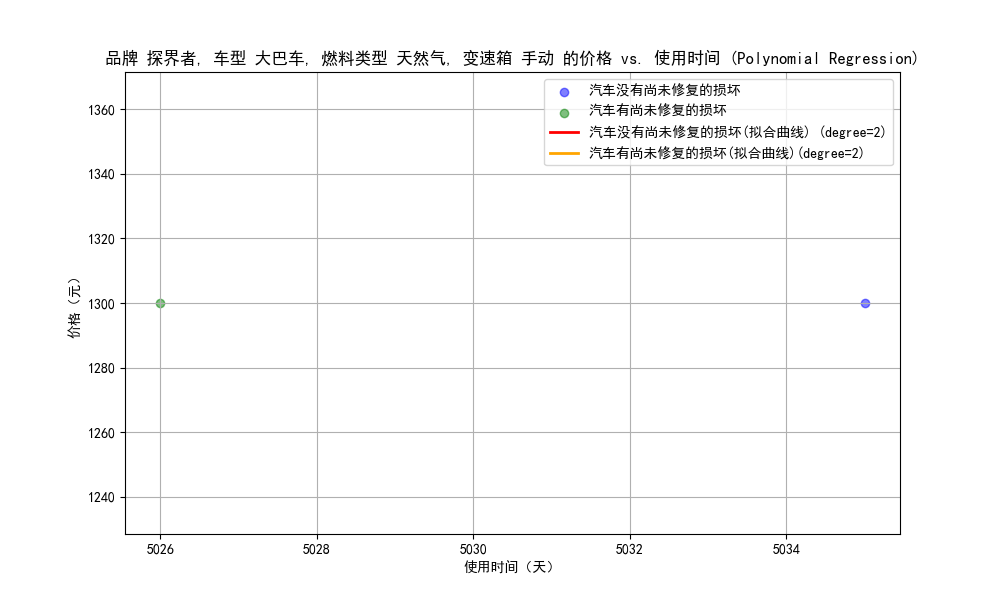 品牌 探界者, 车型 大巴车, 燃料类型 天然气, 变速箱 手动 的价格 vs. 使用时间 (Polynomial Regression)
汽车没有尚未修复的损坏
汽车有尚未修复的损坏
汽车没有尚未修复的损坏(拟合曲线) (degree=2)
汽车有尚未修复的损坏(拟合曲线)(degree=2)
价格（元）
1360
1340
1320
1300
1280
1260
1240
5026 5028 5030 5032 5034
使用时间（天）